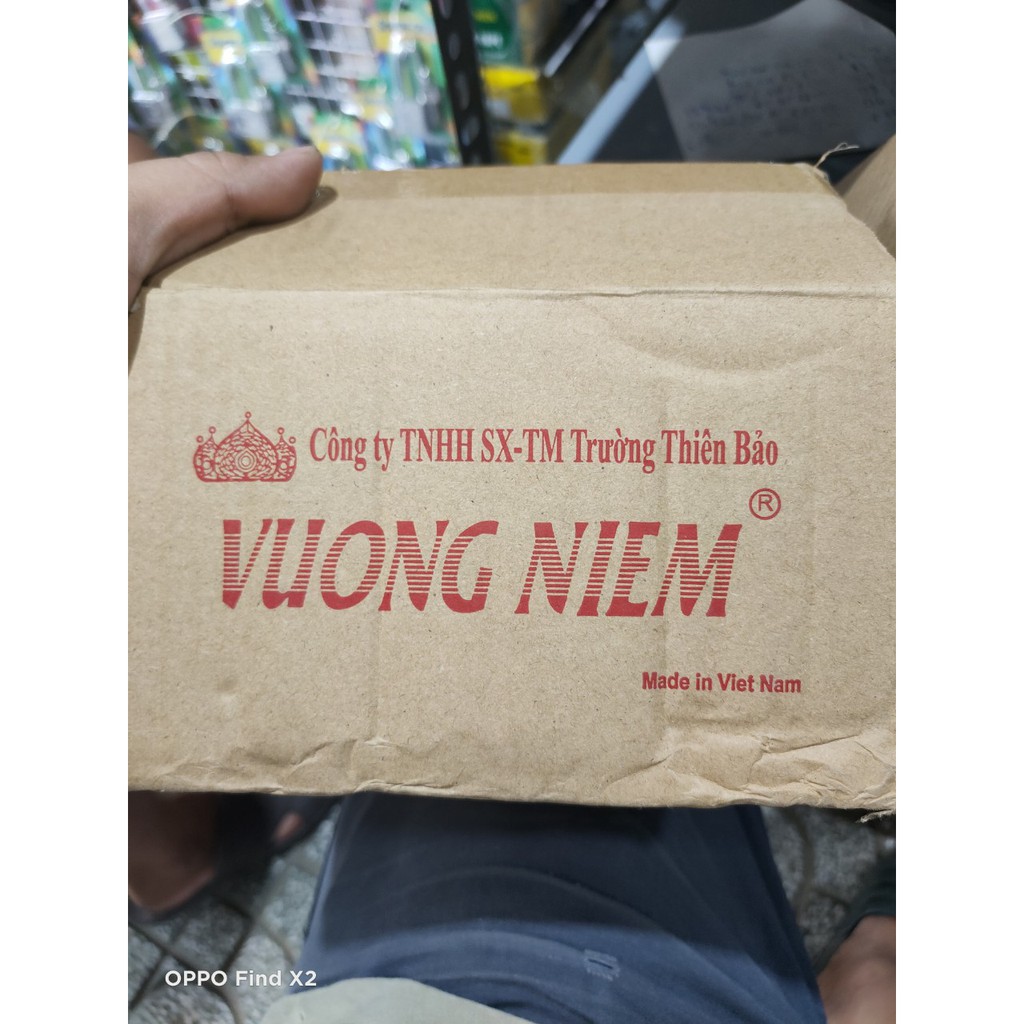 Công ty TNHH SX-TM Trường Thiên Bảo
VUONG NIEM ®
Made in Viet Nam
OPPO Find X2